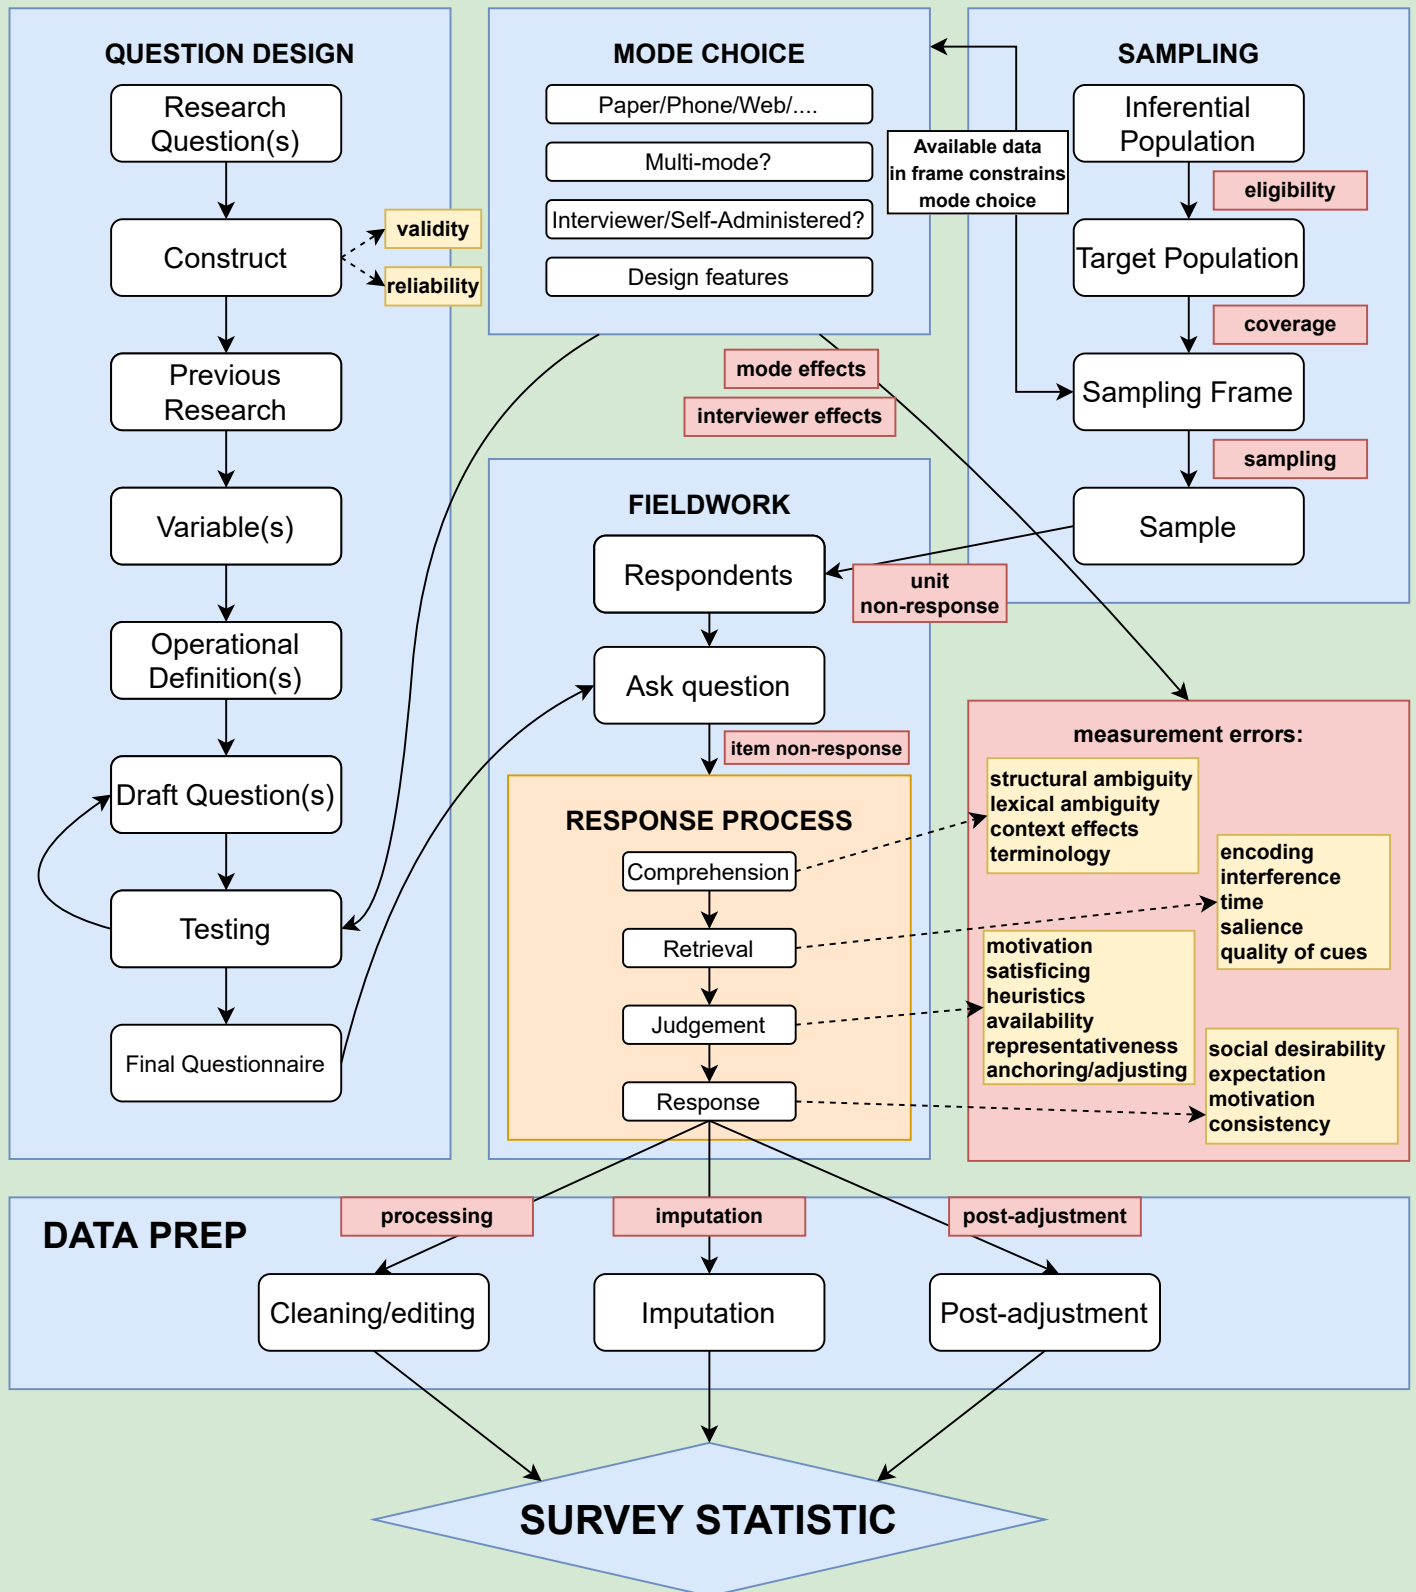 QUESTION DESIGN
Research
Question(s)
Construct
validity
reliability
Previous
Research
Variable(s)
Operational
Definition(s)
Draft Question(s)
Testing
Final Questionnaire
MODE CHOICE
Paper/Phone/Web/....
Multi-mode?
Interviewer/Self-Administered?
Design features
Available data
in frame constrains
mode choice
SAMPLING
Inferential
Population
eligibility
Target Population
coverage
Sampling Frame
sampling
Sample
mode effects
interviewer effects
FIELDWORK
Respondents
unit
non-response
Ask question
item non-response
RESPONSE PROCESS
Comprehension
Retrieval
Judgement
Response
measurement errors:
structural ambiguity
lexical ambiguity
context effects
terminology
encoding
interference
time
salience
quality of cues
motivation
satisficing
heuristics
availability
representativeness
anchoring/adjusting
social desirability
expectation
motivation
consistency
DATA PREP
processing
imputation
post-adjustment
Cleaning/editing
Imputation
Post-adjustment
SURVEY STATISTIC